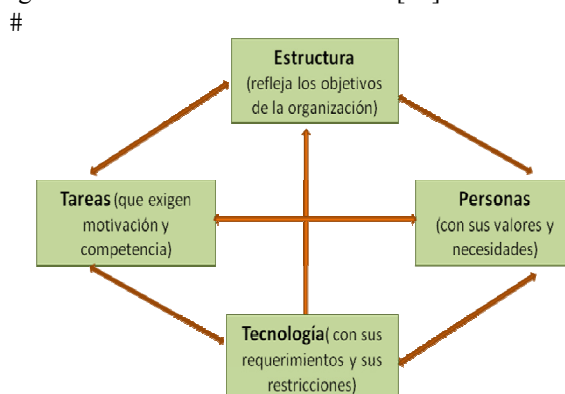 #
Estructura
(refleja los objetivos
de la organización)
Tareas (que exigen
motivación y
competencia)
Personas
(con sus valores y
necesidades)
Tecnología( con sus
requerimientos y sus
restricciones)